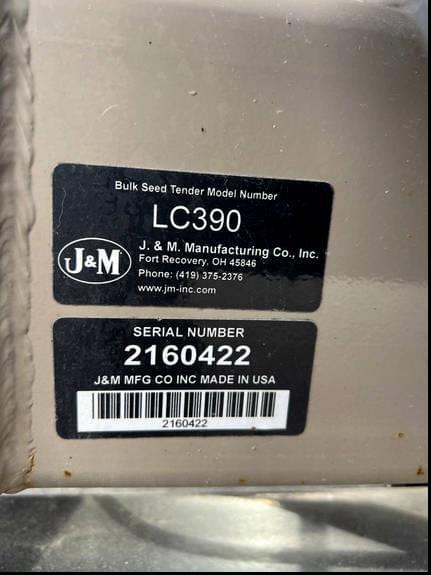 Bulk Seed Tender Model Number
LC390
J&M
J. & M. Manufacturing Co., Inc.
Fort Recovery, OH 45846
Phone: (419) 375-2376
www.jm-inc.com
SERIAL NUMBER
2160422
J&M MFG CO INC MADE IN USA
2160422